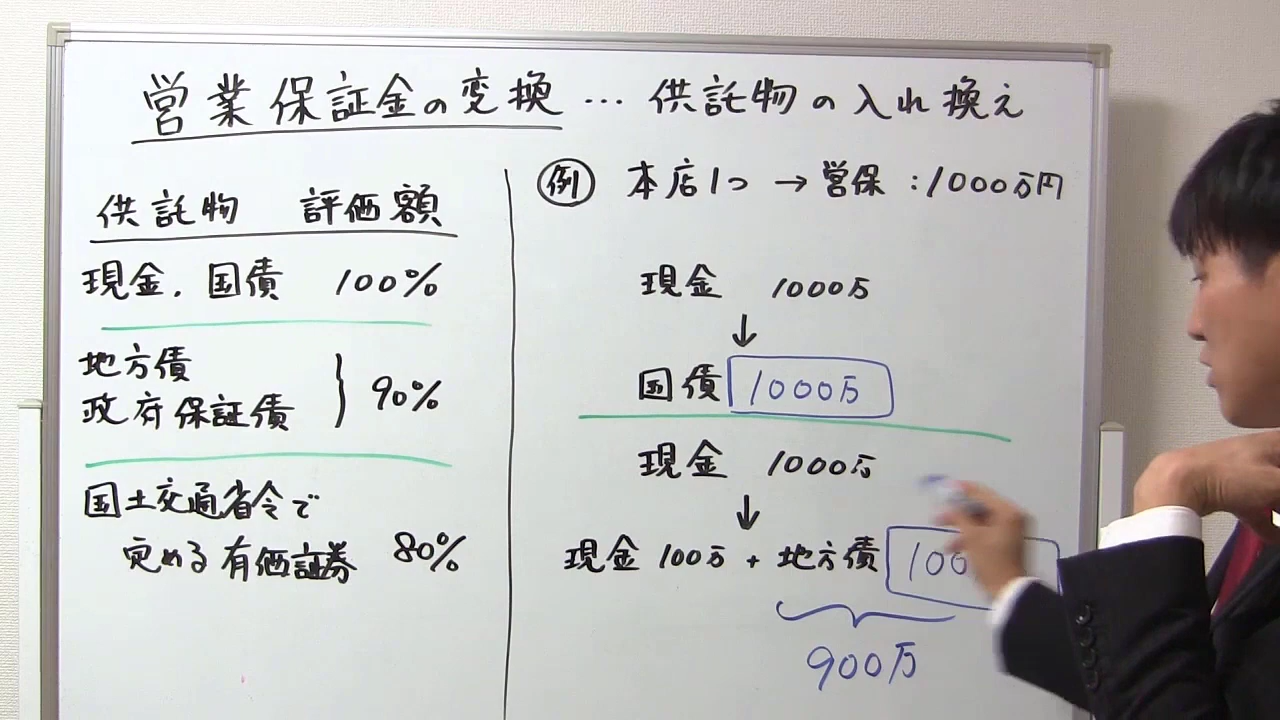 営業保証金の変換 … 供託物の入れ換え
供託物 評価額
現金、国債 100%
地方債
政府保証債 } 90%
国土交通省令で
定める有価証券 80%
例 本店1つ → 営保:1000万円
現金 1000万
↓
国債 1000万
現金 1000万
↓
現金 100万 + 地方債 100
900万